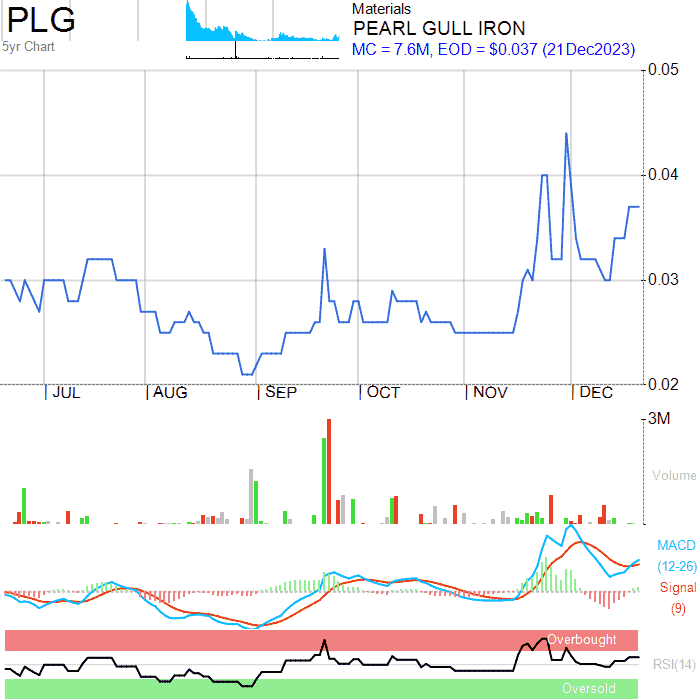 PLG
5yr Chart
Materials
PEARL GULL IRON
MC = 7.6M, EOD = $0.037 (21Dec2023)
0.05
0.04
0.03
0.02
JUL AUG SEP OCT NOV DEC
3M
Volume
MACD
(12-26)
Signal
(9)
Overbought
RSI(14)
Oversold